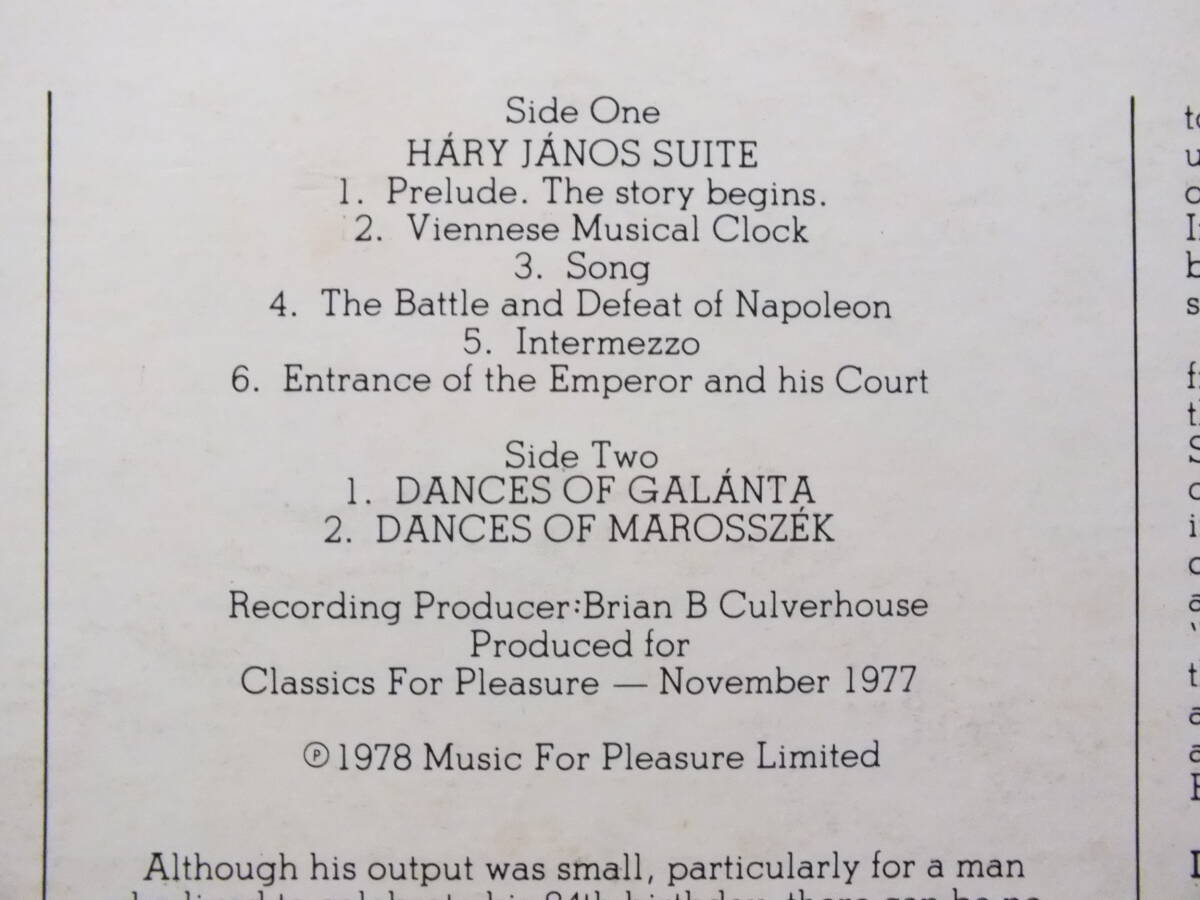 Side One
HÁRY JÁNOS SUITE
1. Prelude. The story begins.
2. Viennese Musical Clock
3. Song
4. The Battle and Defeat of Napoleon
5. Intermezzo
6. Entrance of the Emperor and his Court
Side Two
1. DANCES OF GALÁNTA
2. DANCES OF MAROSSZÉK
Recording Producer:Brian B Culverhouse
Produced for
Classics For Pleasure — November 1977
℗1978 Music For Pleasure Limited
Although his output was small, particularly for a man